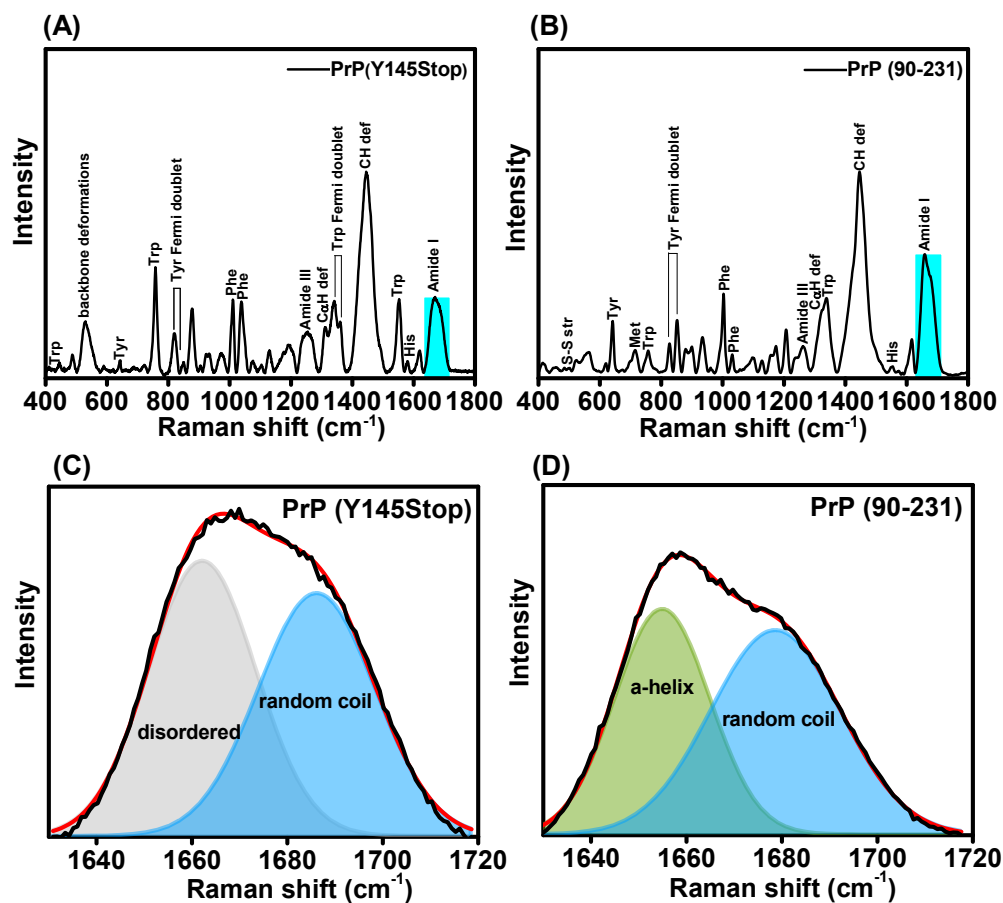 (A)
PrP(Y145Stop)
Intensity
Trp
backbone deformations
Tyr
Trp
Tyr Fermi doublet
Phe
Phe
Amide III
CαH def
Trp Fermi doublet
CH def
Trp
His
Amide I
400 600 800 1000 1200 1400 1600 1800
Raman shift (cm⁻¹)
(B)
PrP (90-231)
Intensity
S-S str
Tyr
Met
Trp
Tyr Fermi doublet
Phe
Phe
Amide III
CαH def
Trp
CH def
His
Amide I
400 600 800 1000 1200 1400 1600 1800
Raman shift (cm⁻¹)
(C)
PrP (Y145Stop)
Intensity
disordered
random coil
1640 1660 1680 1700 1720
Raman shift (cm⁻¹)
(D)
PrP (90-231)
Intensity
a-helix
random coil
1640 1660 1680 1700 1720
Raman shift (cm⁻¹)